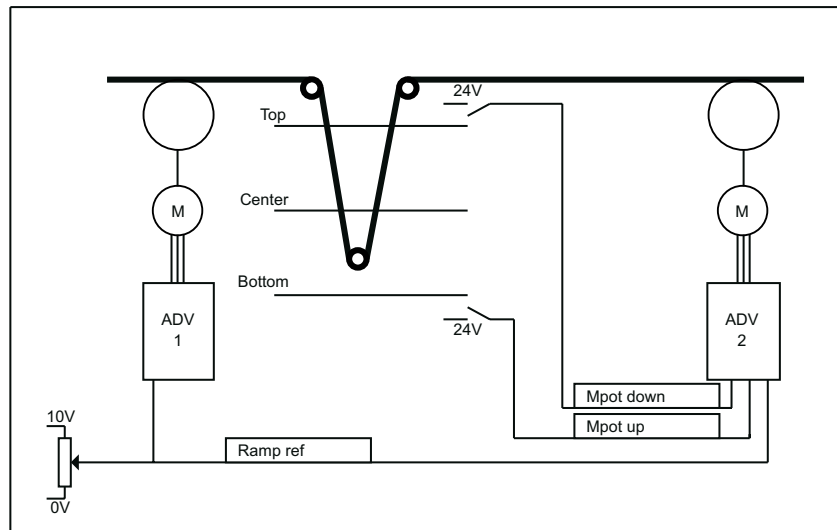 24V
Top
Center
M
M
Bottom
24V
ADV
1
ADV
2
Mpot down
Mpot up
10V
Ramp ref
0V